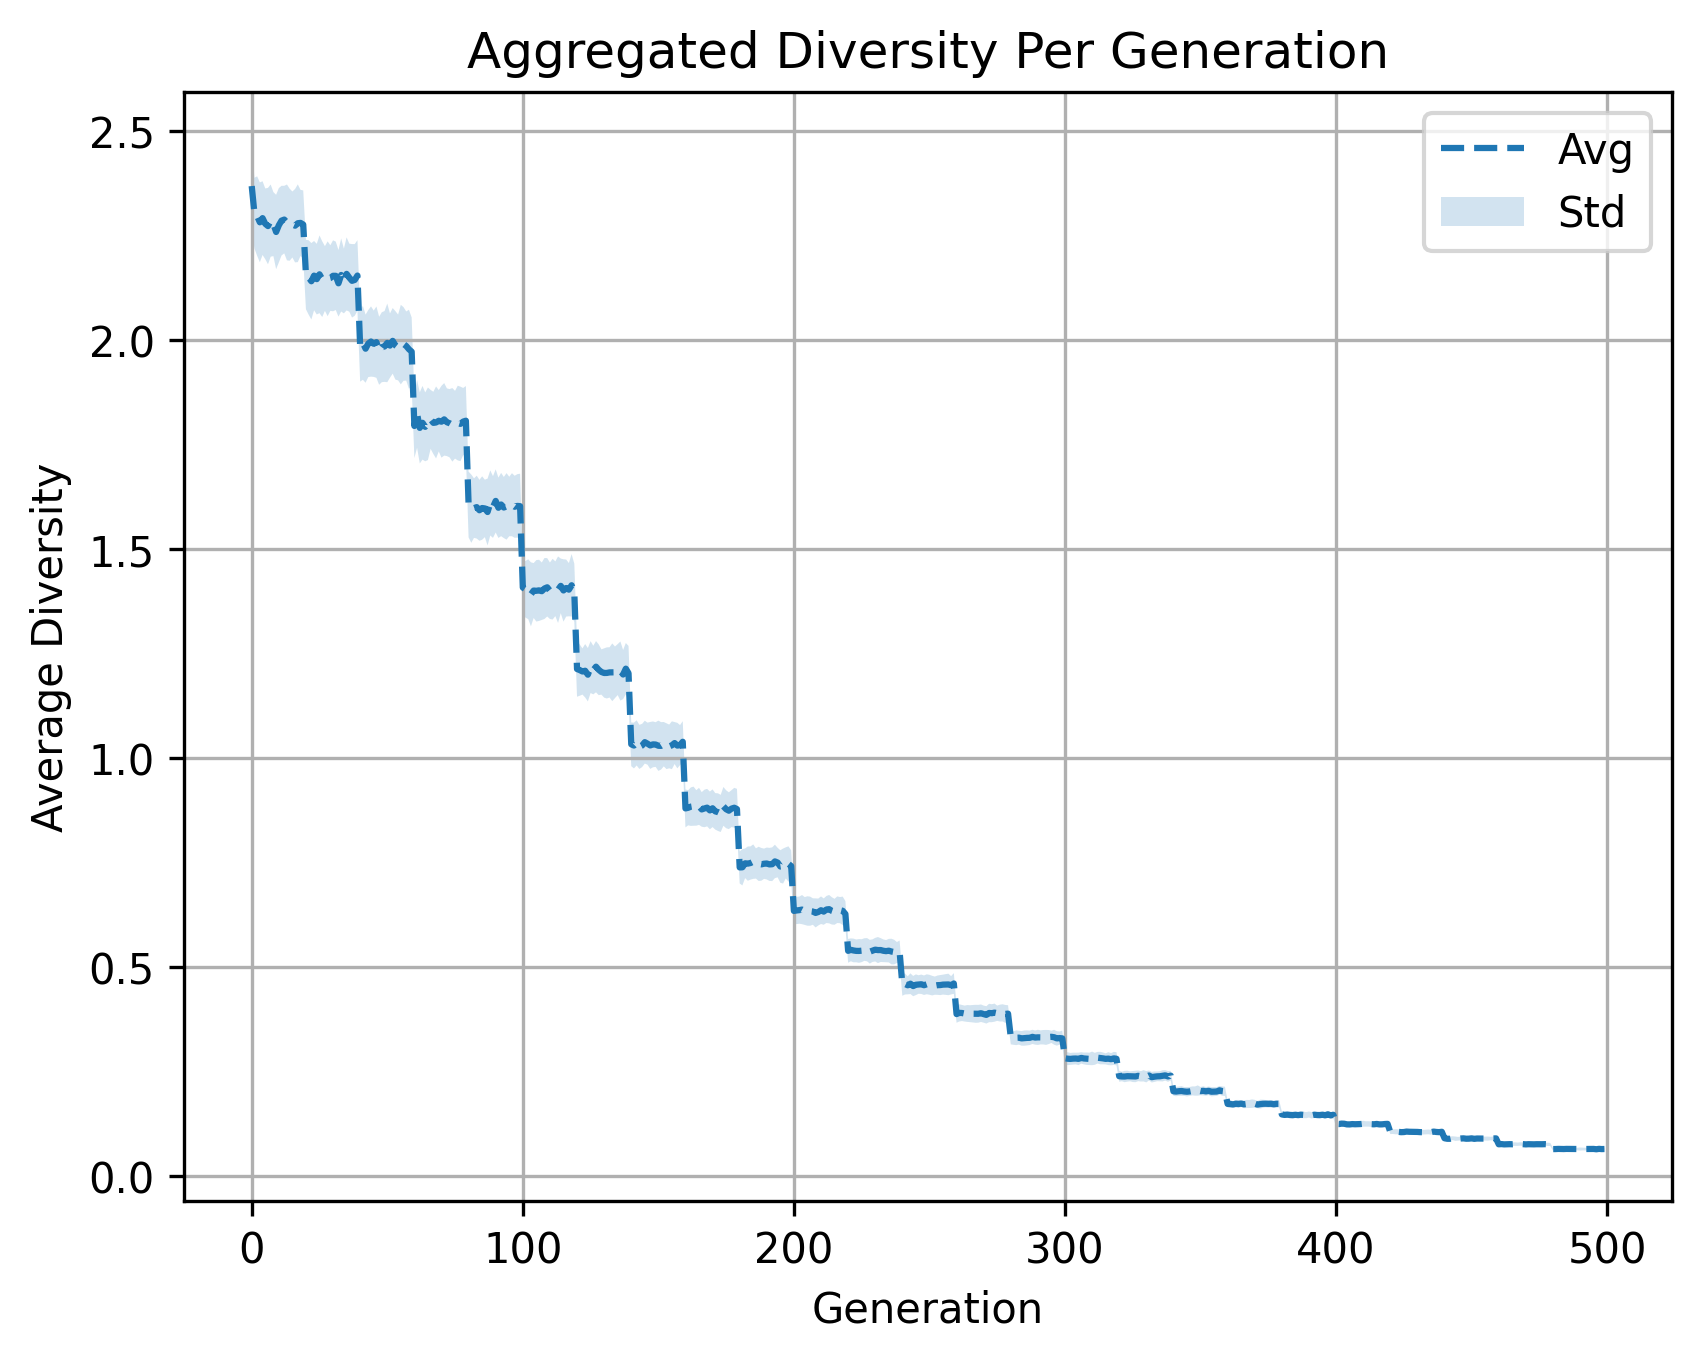 Aggregated Diversity Per Generation
2.5
2.0
1.5
1.0
0.5
0.0
Average Diversity
Avg
Std
0 100 200 300 400 500
Generation